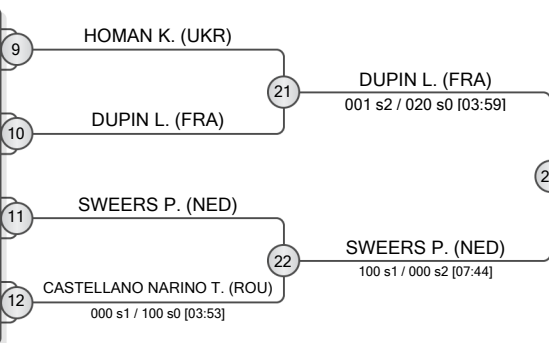 HOMAN K. (UKR)
9
21
DUPIN L. (FRA)
001 s2 / 020 s0 [03:59]
DUPIN L. (FRA)
10
SWEERS P. (NED)
11
22
SWEERS P. (NED)
100 s1 / 000 s2 [07:44]
CASTELLANO NARINO T. (ROU)
12
000 s1 / 100 s0 [03:53]